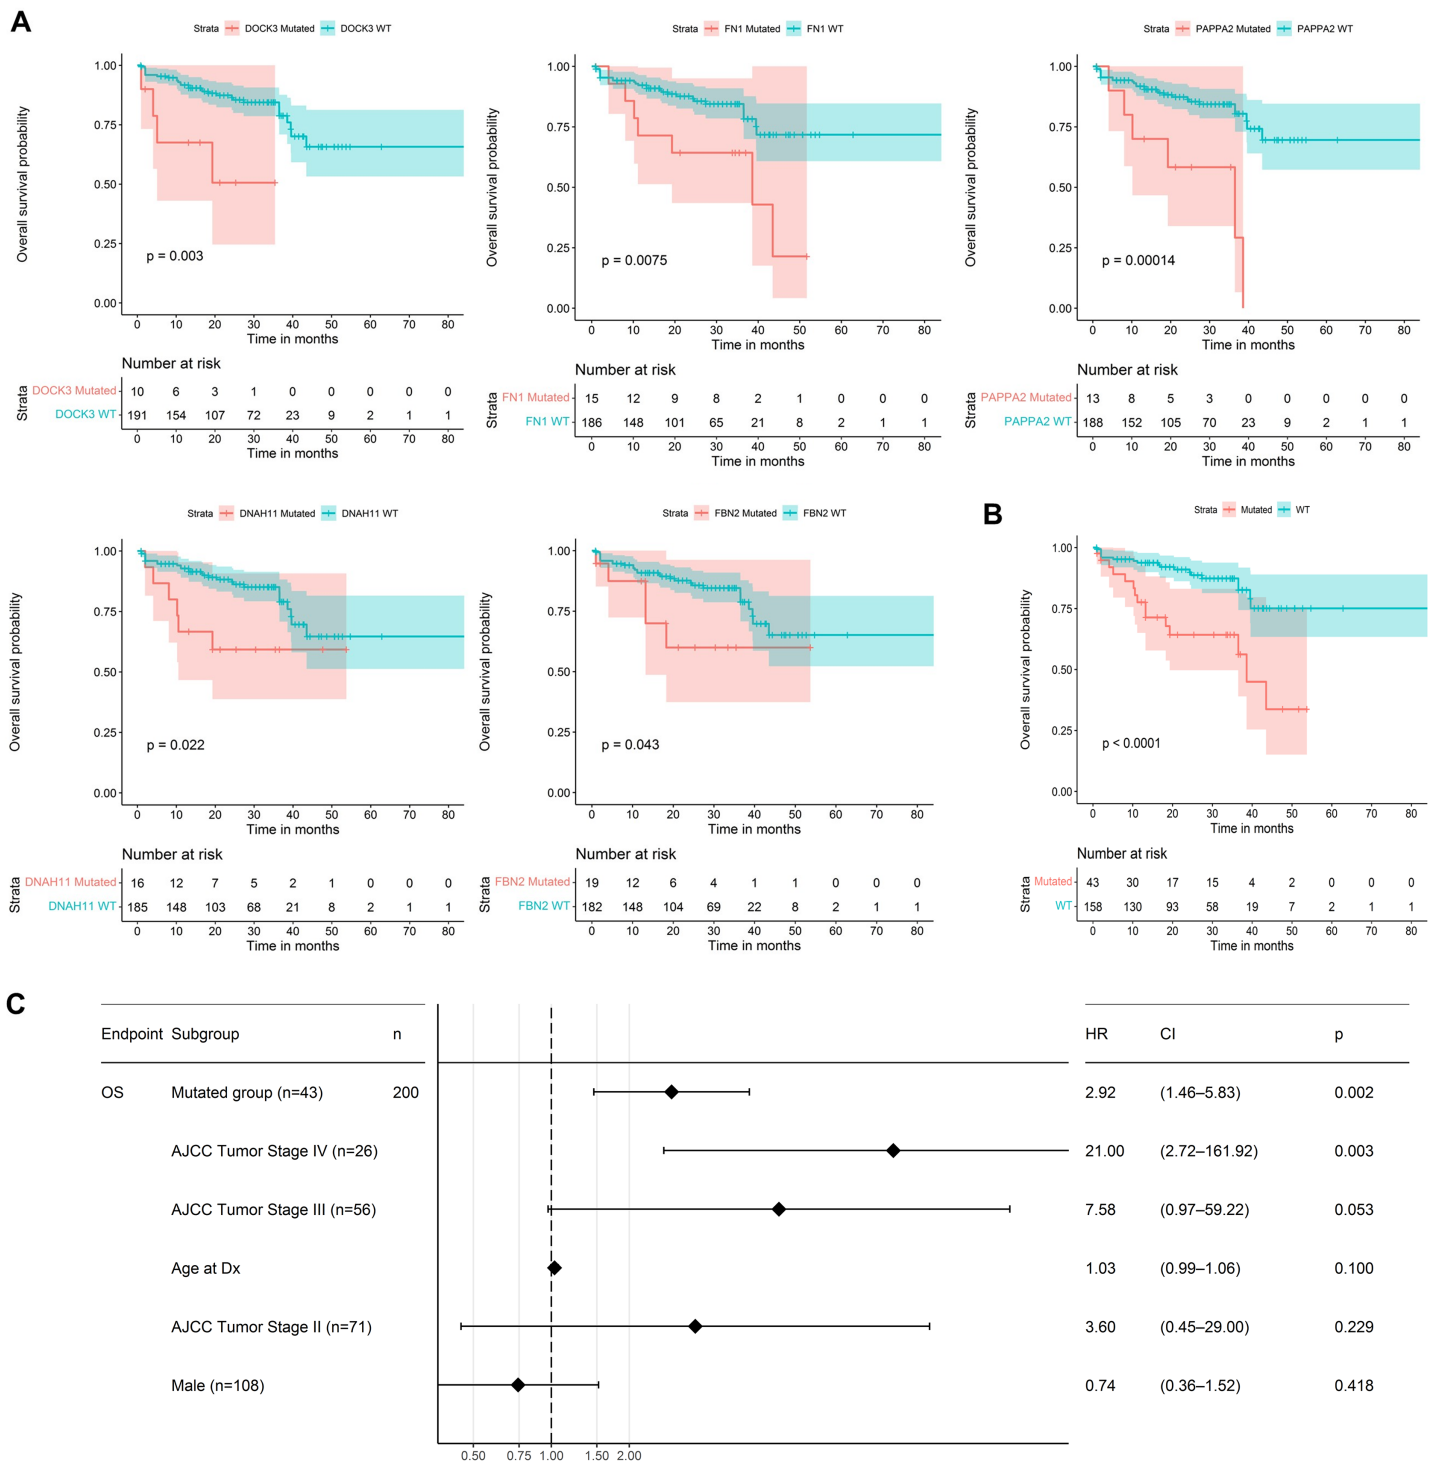 A
Strata DOCK3 Mutated DOCK3 WT
Overall survival probability
1.00
0.75
0.50
0.25
0.00
p = 0.003
0 10 20 30 40 50 60 70 80
Time in months
Number at risk
Strata
DOCK3 Mutated 10 6 3 1 0 0 0 0 0
DOCK3 WT 191 154 107 72 23 9 2 1 1
0 10 20 30 40 50 60 70 80
Time in months
Strata FN1 Mutated FN1 WT
Overall survival probability
1.00
0.75
0.50
0.25
0.00
p = 0.0075
0 10 20 30 40 50 60 70 80
Time in months
Number at risk
Strata
FN1 Mutated 15 12 9 8 2 1 0 0 0
FN1 WT 186 148 101 65 21 8 2 1 1
0 10 20 30 40 50 60 70 80
Time in months
Strata PAPPA2 Mutated PAPPA2 WT
Overall survival probability
1.00
0.75
0.50
0.25
0.00
p = 0.00014
0 10 20 30 40 50 60 70 80
Time in months
Number at risk
Strata
PAPPA2 Mutated 13 8 5 3 0 0 0 0 0
PAPPA2 WT 188 152 105 70 23 9 2 1 1
0 10 20 30 40 50 60 70 80
Time in months
Strata DNAH11 Mutated DNAH11 WT
Overall survival probability
1.00
0.75
0.50
0.25
0.00
p = 0.022
0 10 20 30 40 50 60 70 80
Time in months
Number at risk
Strata
DNAH11 Mutated 16 12 7 5 2 1 0 0 0
DNAH11 WT 185 148 103 68 21 8 2 1 1
0 10 20 30 40 50 60 70 80
Time in months
Strata FBN2 Mutated FBN2 WT
Overall survival probability
1.00
0.75
0.50
0.25
0.00
p = 0.043
0 10 20 30 40 50 60 70 80
Time in months
Number at risk
Strata
FBN2 Mutated 19 12 6 4 1 1 0 0 0
FBN2 WT 182 148 104 69 22 8 2 1 1
0 10 20 30 40 50 60 70 80
Time in months
B
Strata Mutated WT
Overall survival probability
1.00
0.75
0.50
0.25
0.00
p < 0.0001
0 10 20 30 40 50 60 70 80
Time in months
Number at risk
Strata
Mutated 43 30 17 15 4 2 0 0 0
WT 158 130 93 58 19 7 2 1 1
0 10 20 30 40 50 60 70 80
Time in months
C
Endpoint Subgroup n HR CI p
OS Mutated group (n=43) 200 2.92 (1.46–5.83) 0.002
AJCC Tumor Stage IV (n=26) 21.00 (2.72–161.92) 0.003
AJCC Tumor Stage III (n=56) 7.58 (0.97–59.22) 0.053
Age at Dx 1.03 (0.99–1.06) 0.100
AJCC Tumor Stage II (n=71) 3.60 (0.45–29.00) 0.229
Male (n=108) 0.74 (0.36–1.52) 0.418
0.50 0.75 1.00 1.50 2.00